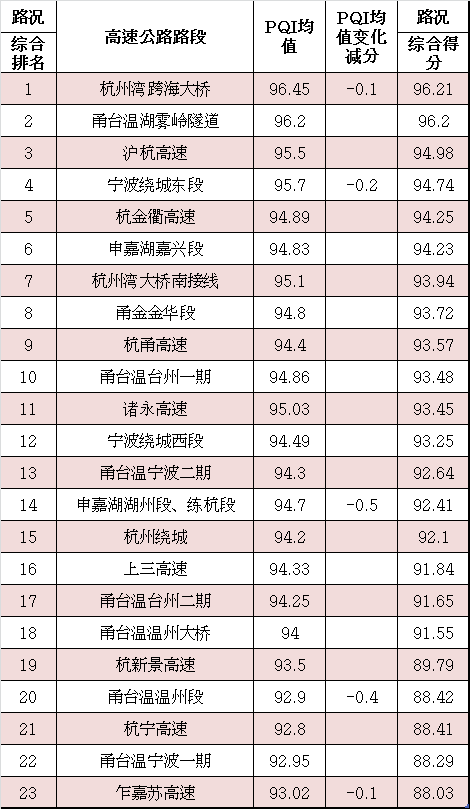 路况综合排名 高速公路路段 PQI均值 PQI均值变化减分 路况综合得分
1 杭州湾跨海大桥 96.45 -0.1 96.21
2 甬台温湖雾岭隧道 96.2 96.2
3 沪杭高速 95.5 94.98
4 宁波绕城东段 95.7 -0.2 94.74
5 杭金衢高速 94.89 94.25
6 申嘉湖嘉兴段 94.83 94.23
7 杭州湾大桥南接线 95.1 93.94
8 甬金金华段 94.8 93.72
9 杭甬高速 94.4 93.57
10 甬台温台州一期 94.86 93.48
11 诸永高速 95.03 93.45
12 宁波绕城西段 94.49 93.25
13 甬台温宁波二期 94.3 92.64
14 申嘉湖湖州段、练杭段 94.7 -0.5 92.41
15 杭州绕城 94.2 92.1
16 上三高速 94.33 91.84
17 甬台温台州二期 94.25 91.65
18 甬台温温州大桥 94 91.55
19 杭新景高速 93.5 89.79
20 甬台温温州段 92.9 -0.4 88.42
21 杭宁高速 92.8 88.41
22 甬台温宁波一期 92.95 88.29
23 乍嘉苏高速 93.02 -0.1 88.03